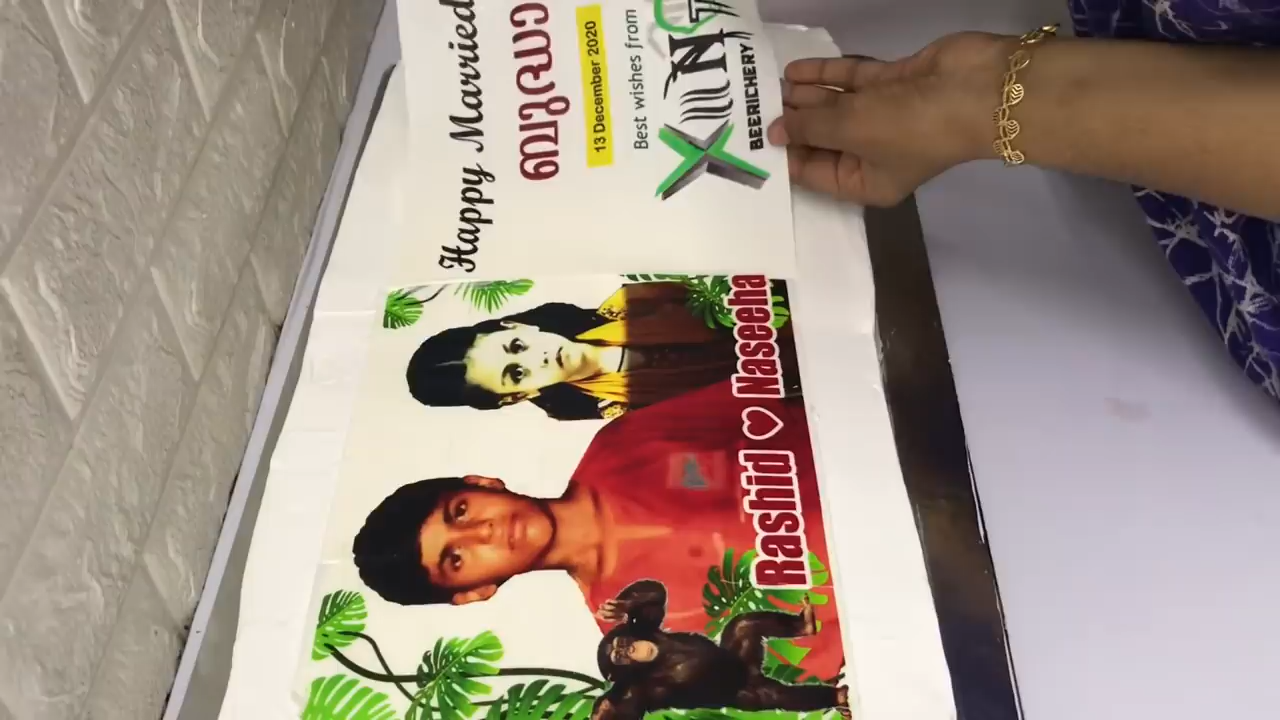 Happy Married
13 December 2020
Best wishes from
BEERICHERY
Rashid ♡ Naseeha